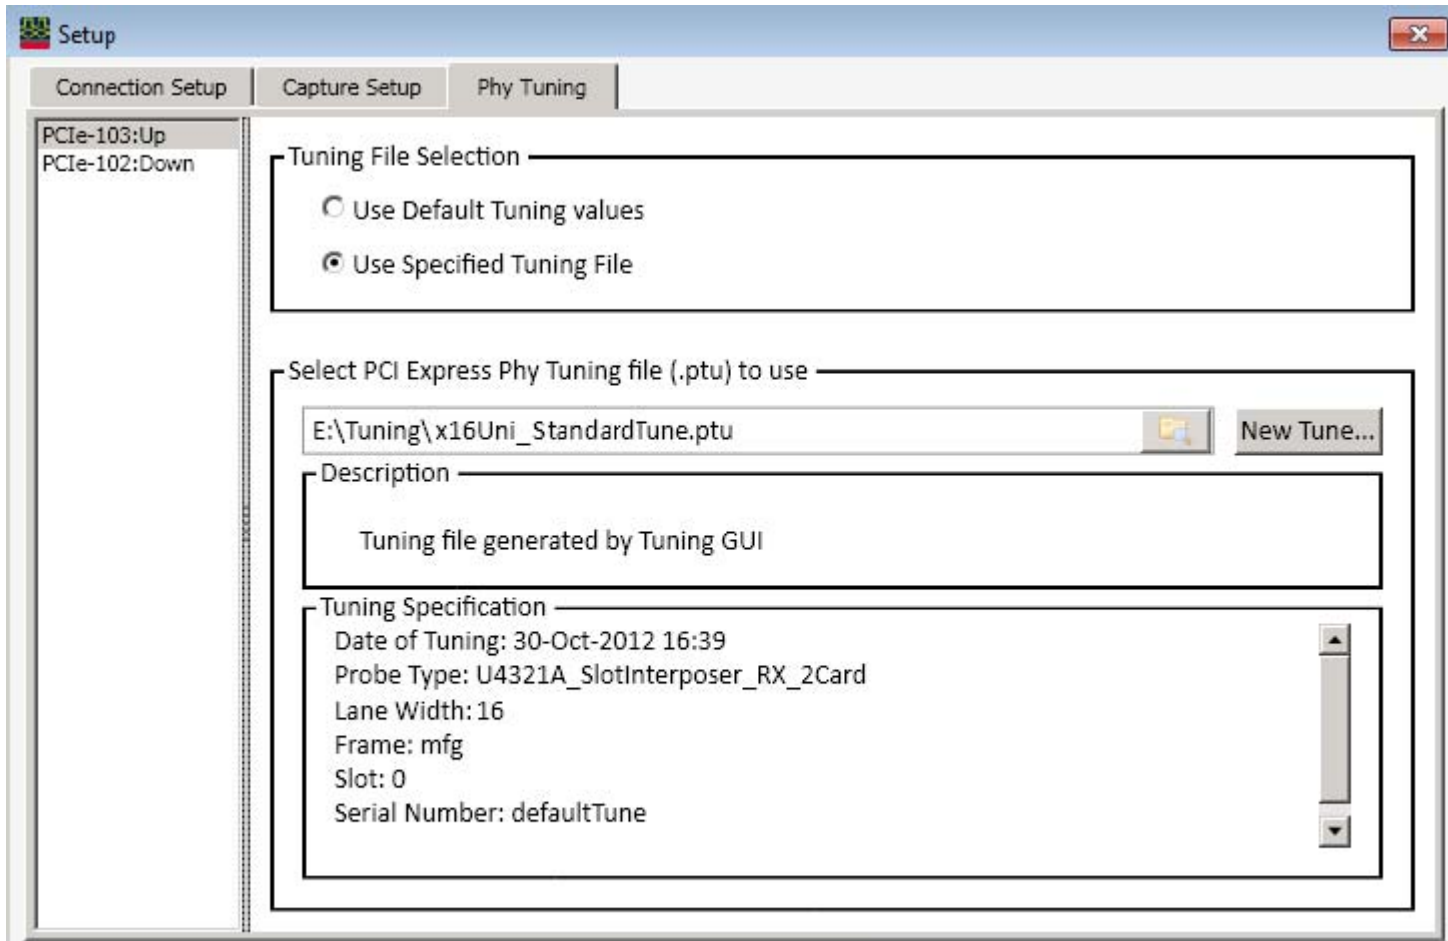 Setup
Connection Setup
Capture Setup
Phy Tuning
PCIe-103:Up
PCIe-102:Down
Tuning File Selection
Use Default Tuning values
Use Specified Tuning File
Select PCI Express Phy Tuning file (.ptu) to use
E:\Tuning\x16Uni_StandardTune.ptu
New Tune...
Description
Tuning file generated by Tuning GUI
Tuning Specification
Date of Tuning: 30-Oct-2012 16:39
Probe Type: U4321A_SlotInterposer_RX_2Card
Lane Width: 16
Frame: mfg
Slot: 0
Serial Number: defaultTune